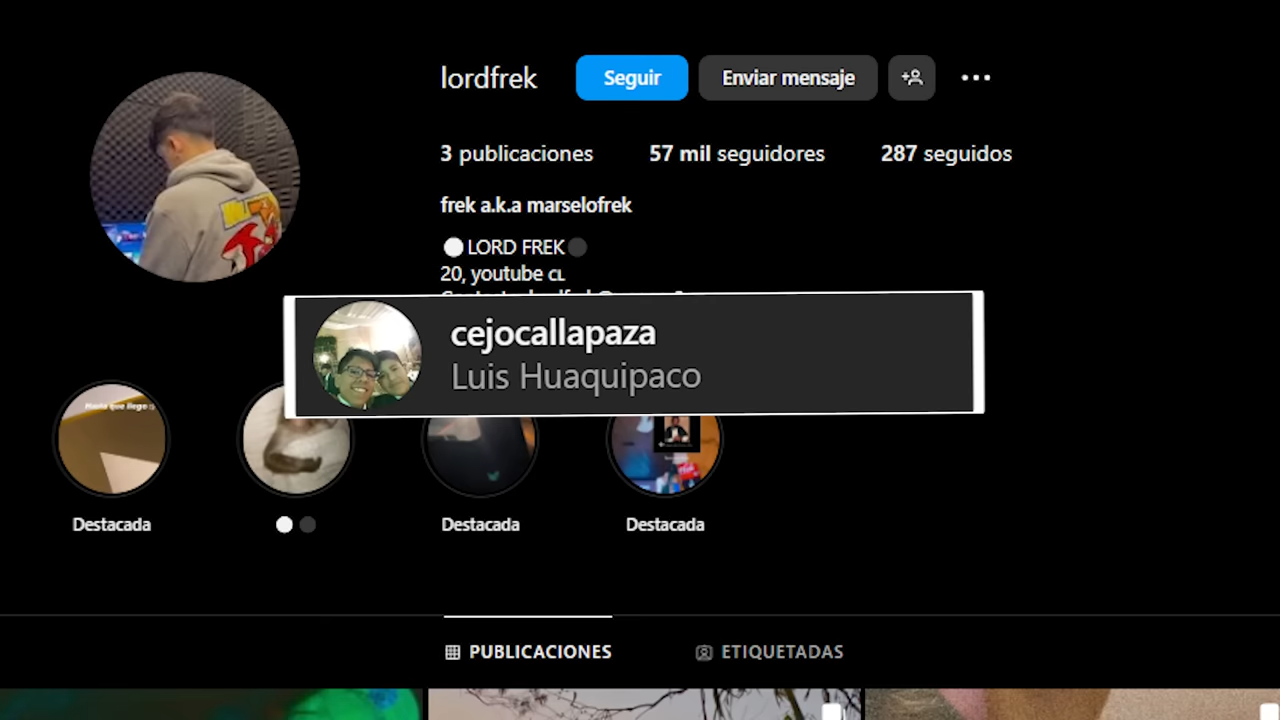 lordfrek Seguir Enviar mensaje
3 publicaciones 57 mil seguidores 287 seguidos
frek a.k.a marselofrek
LORD FREK
20, youtube ᴄʟ
cejocallapaza
Luis Huaquipaco
Destacada Destacada Destacada
PUBLICACIONES ETIQUETADAS